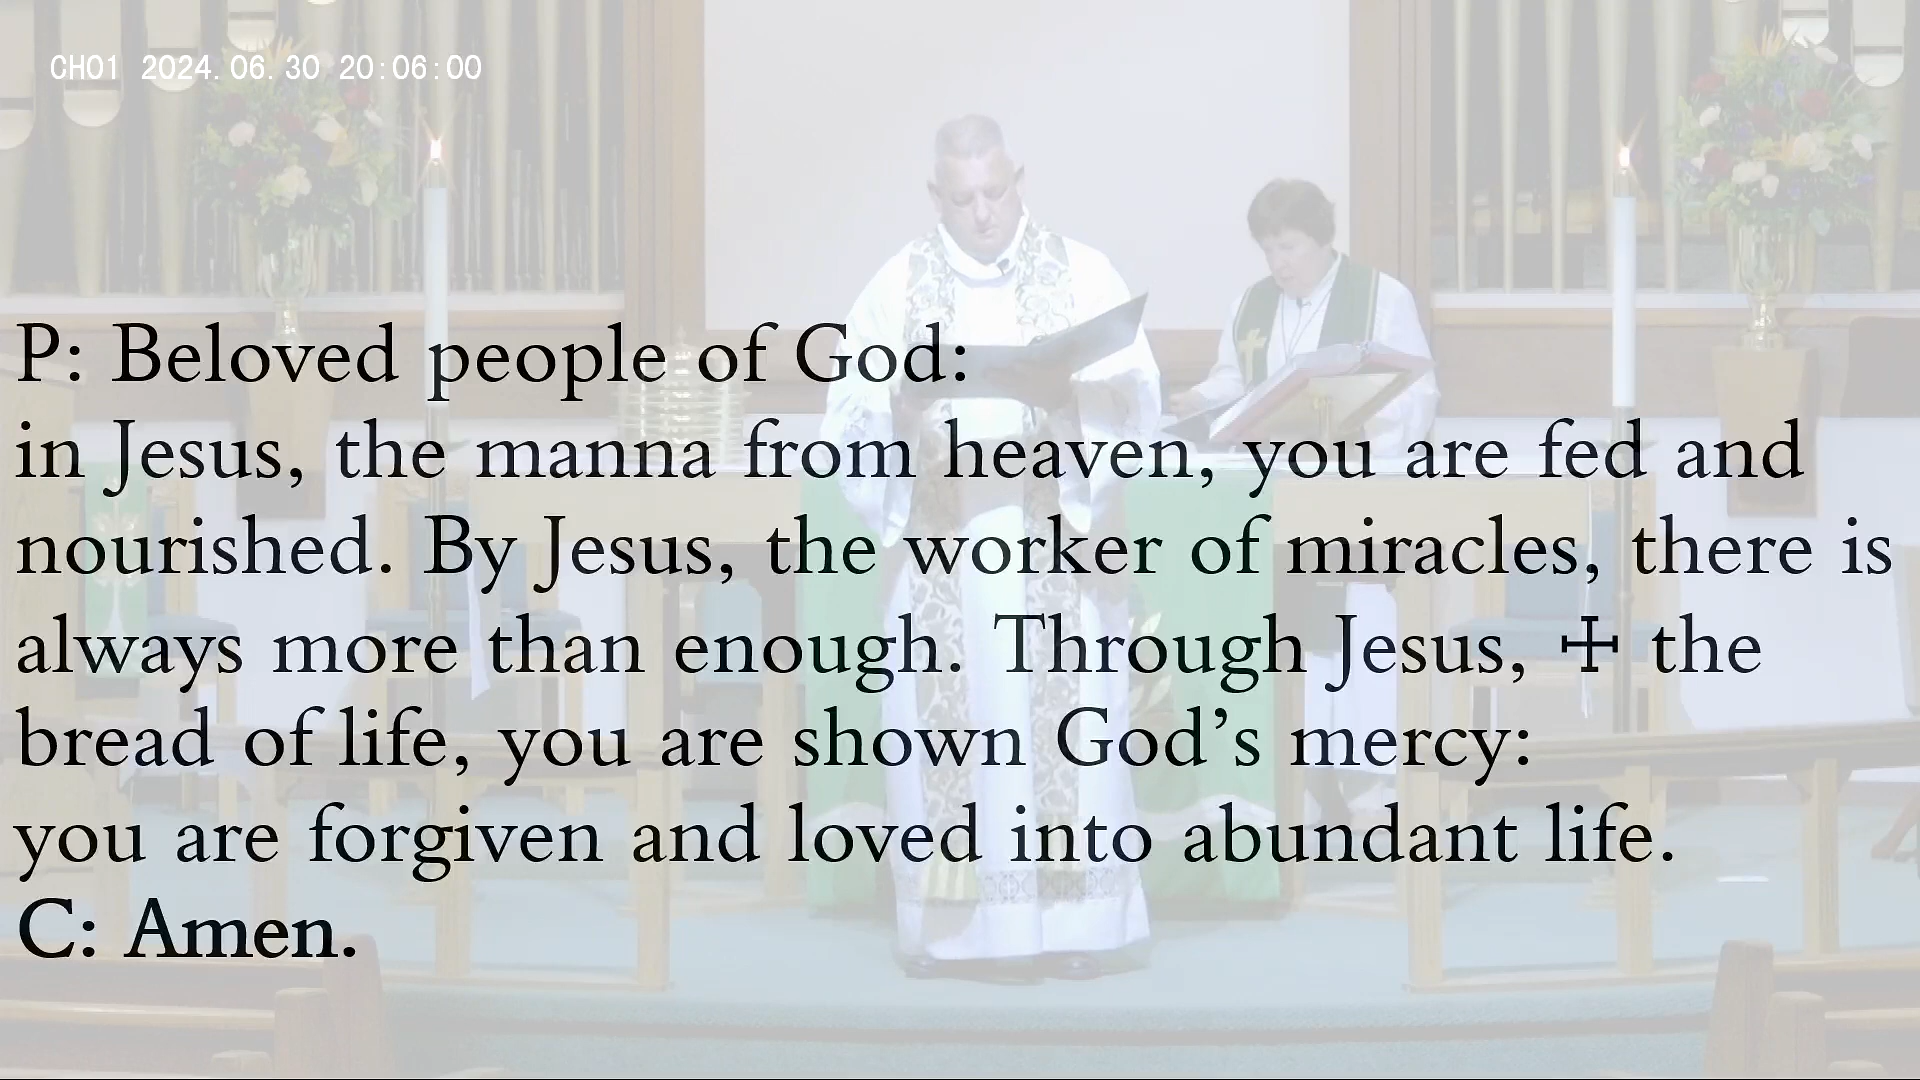 CH01 2024.06.30 20:06:00
P: Beloved people of God:
in Jesus, the manna from heaven, you are fed and
nourished. By Jesus, the worker of miracles, there is
always more than enough. Through Jesus, ☩ the
bread of life, you are shown God’s mercy:
you are forgiven and loved into abundant life.
C: Amen.